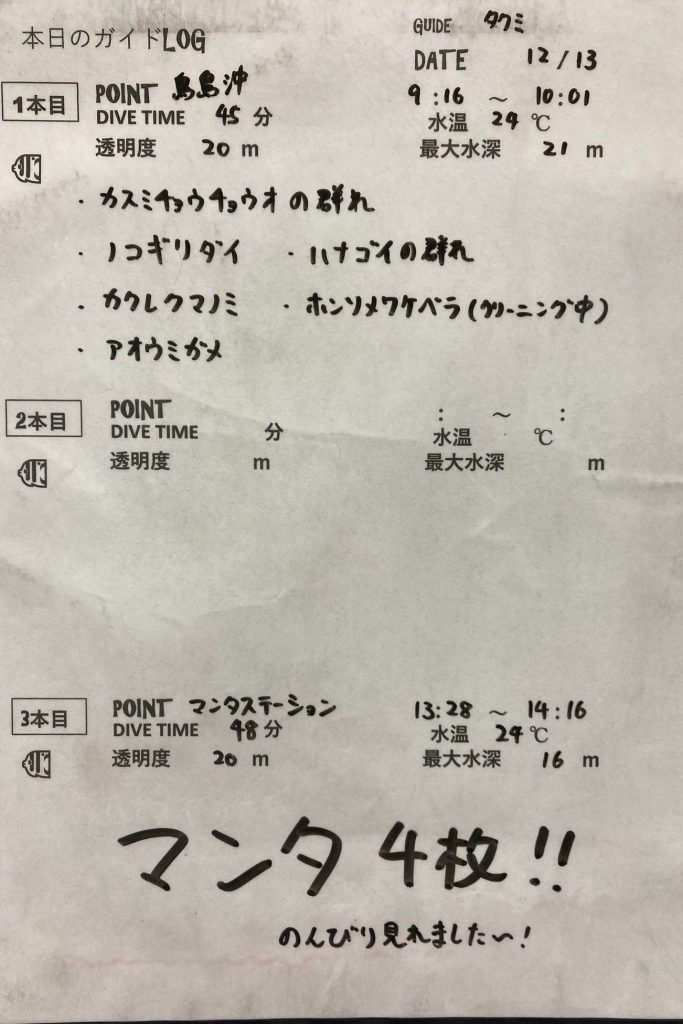 本日のガイドLOG
GUIDE タクミ
DATE 12/13
1本目 POINT 鳥島沖 9:16 〜 10:01
DIVE TIME 45 分 水温 24 ℃
透明度 20 m 最大水深 21 m
・カスミチョウチョウオの群れ
・ノコギリダイ ・ハナゴイの群れ
・カクレクマノミ ・ホンソメワケベラ(クリーニング中)
・アオウミガメ
2本目 POINT : 〜 :
DIVE TIME 分 水温 ℃
透明度 m 最大水深 m
3本目 POINT マンタステーション 13:28 〜 14:16
DIVE TIME 48分 水温 24℃
透明度 20 m 最大水深 16 m
マンタ 4枚!!
のんびり見れました〜!